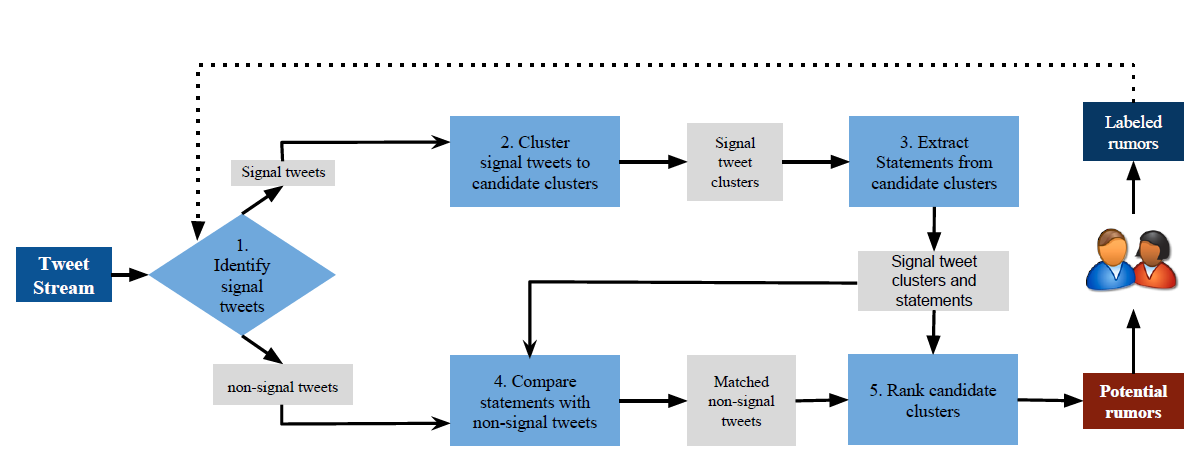 Tweet
Stream
1.
Identify
signal
tweets
Signal tweets
non-signal tweets
2. Cluster
signal tweets to
candidate clusters
Signal
tweet
clusters
3. Extract
Statements from
candidate clusters
Signal tweet
clusters and
statements
4. Compare
statements with
non-signal tweets
Matched
non-signal
tweets
5. Rank candidate
clusters
Potential
rumors
Labeled
rumors